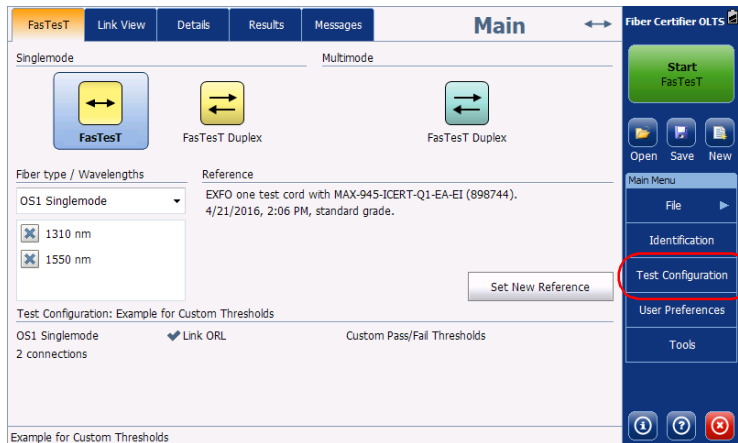 FasTesT Link View Details Results Messages Main Fiber Certifier OLTS
Singlemode Multimode
Start
FasTesT
FasTesT FasTesT Duplex FasTesT Duplex
Open Save New
Fiber type / Wavelengths Reference
Main Menu
OS1 Singlemode
EXFO one test cord with MAX-945-ICERT-Q1-EA-EI (898744).
4/21/2016, 2:06 PM, standard grade.
File
1310 nm
Identification
1550 nm
Test Configuration
Set New Reference
User Preferences
Test Configuration: Example for Custom Thresholds
OS1 Singlemode Link ORL Custom Pass/Fail Thresholds
2 connections
Tools
Example for Custom Thresholds